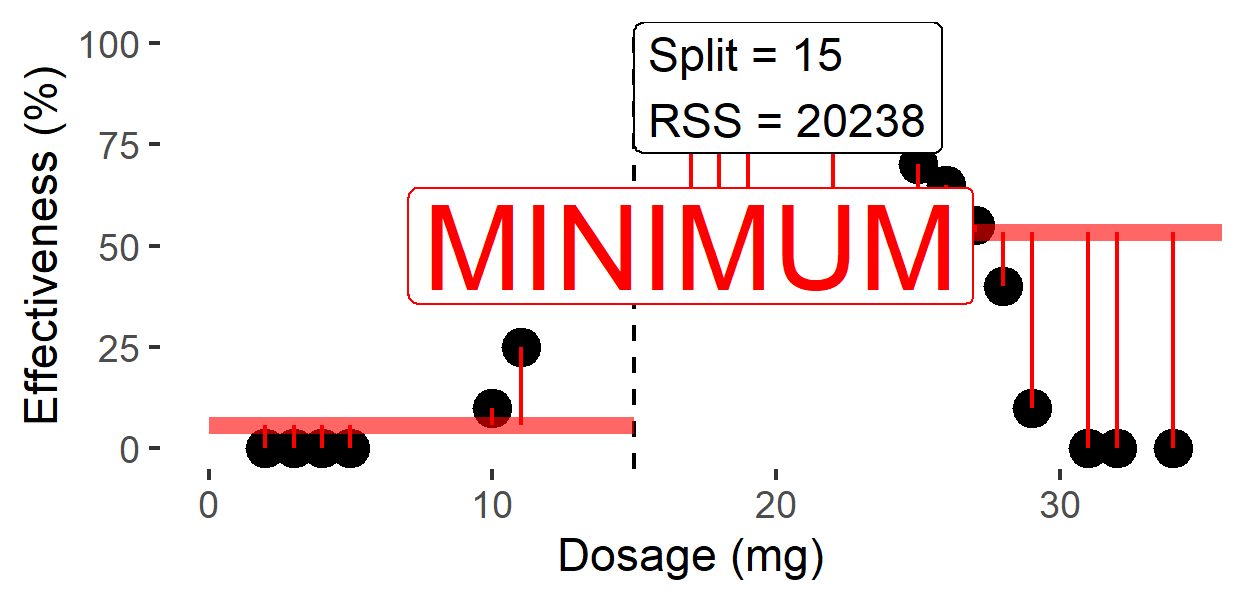 100
Split = 15
RSS = 20238
75
MINIMUM
50
25
0
0 10 20 30
Dosage (mg)
Effectiveness (%)